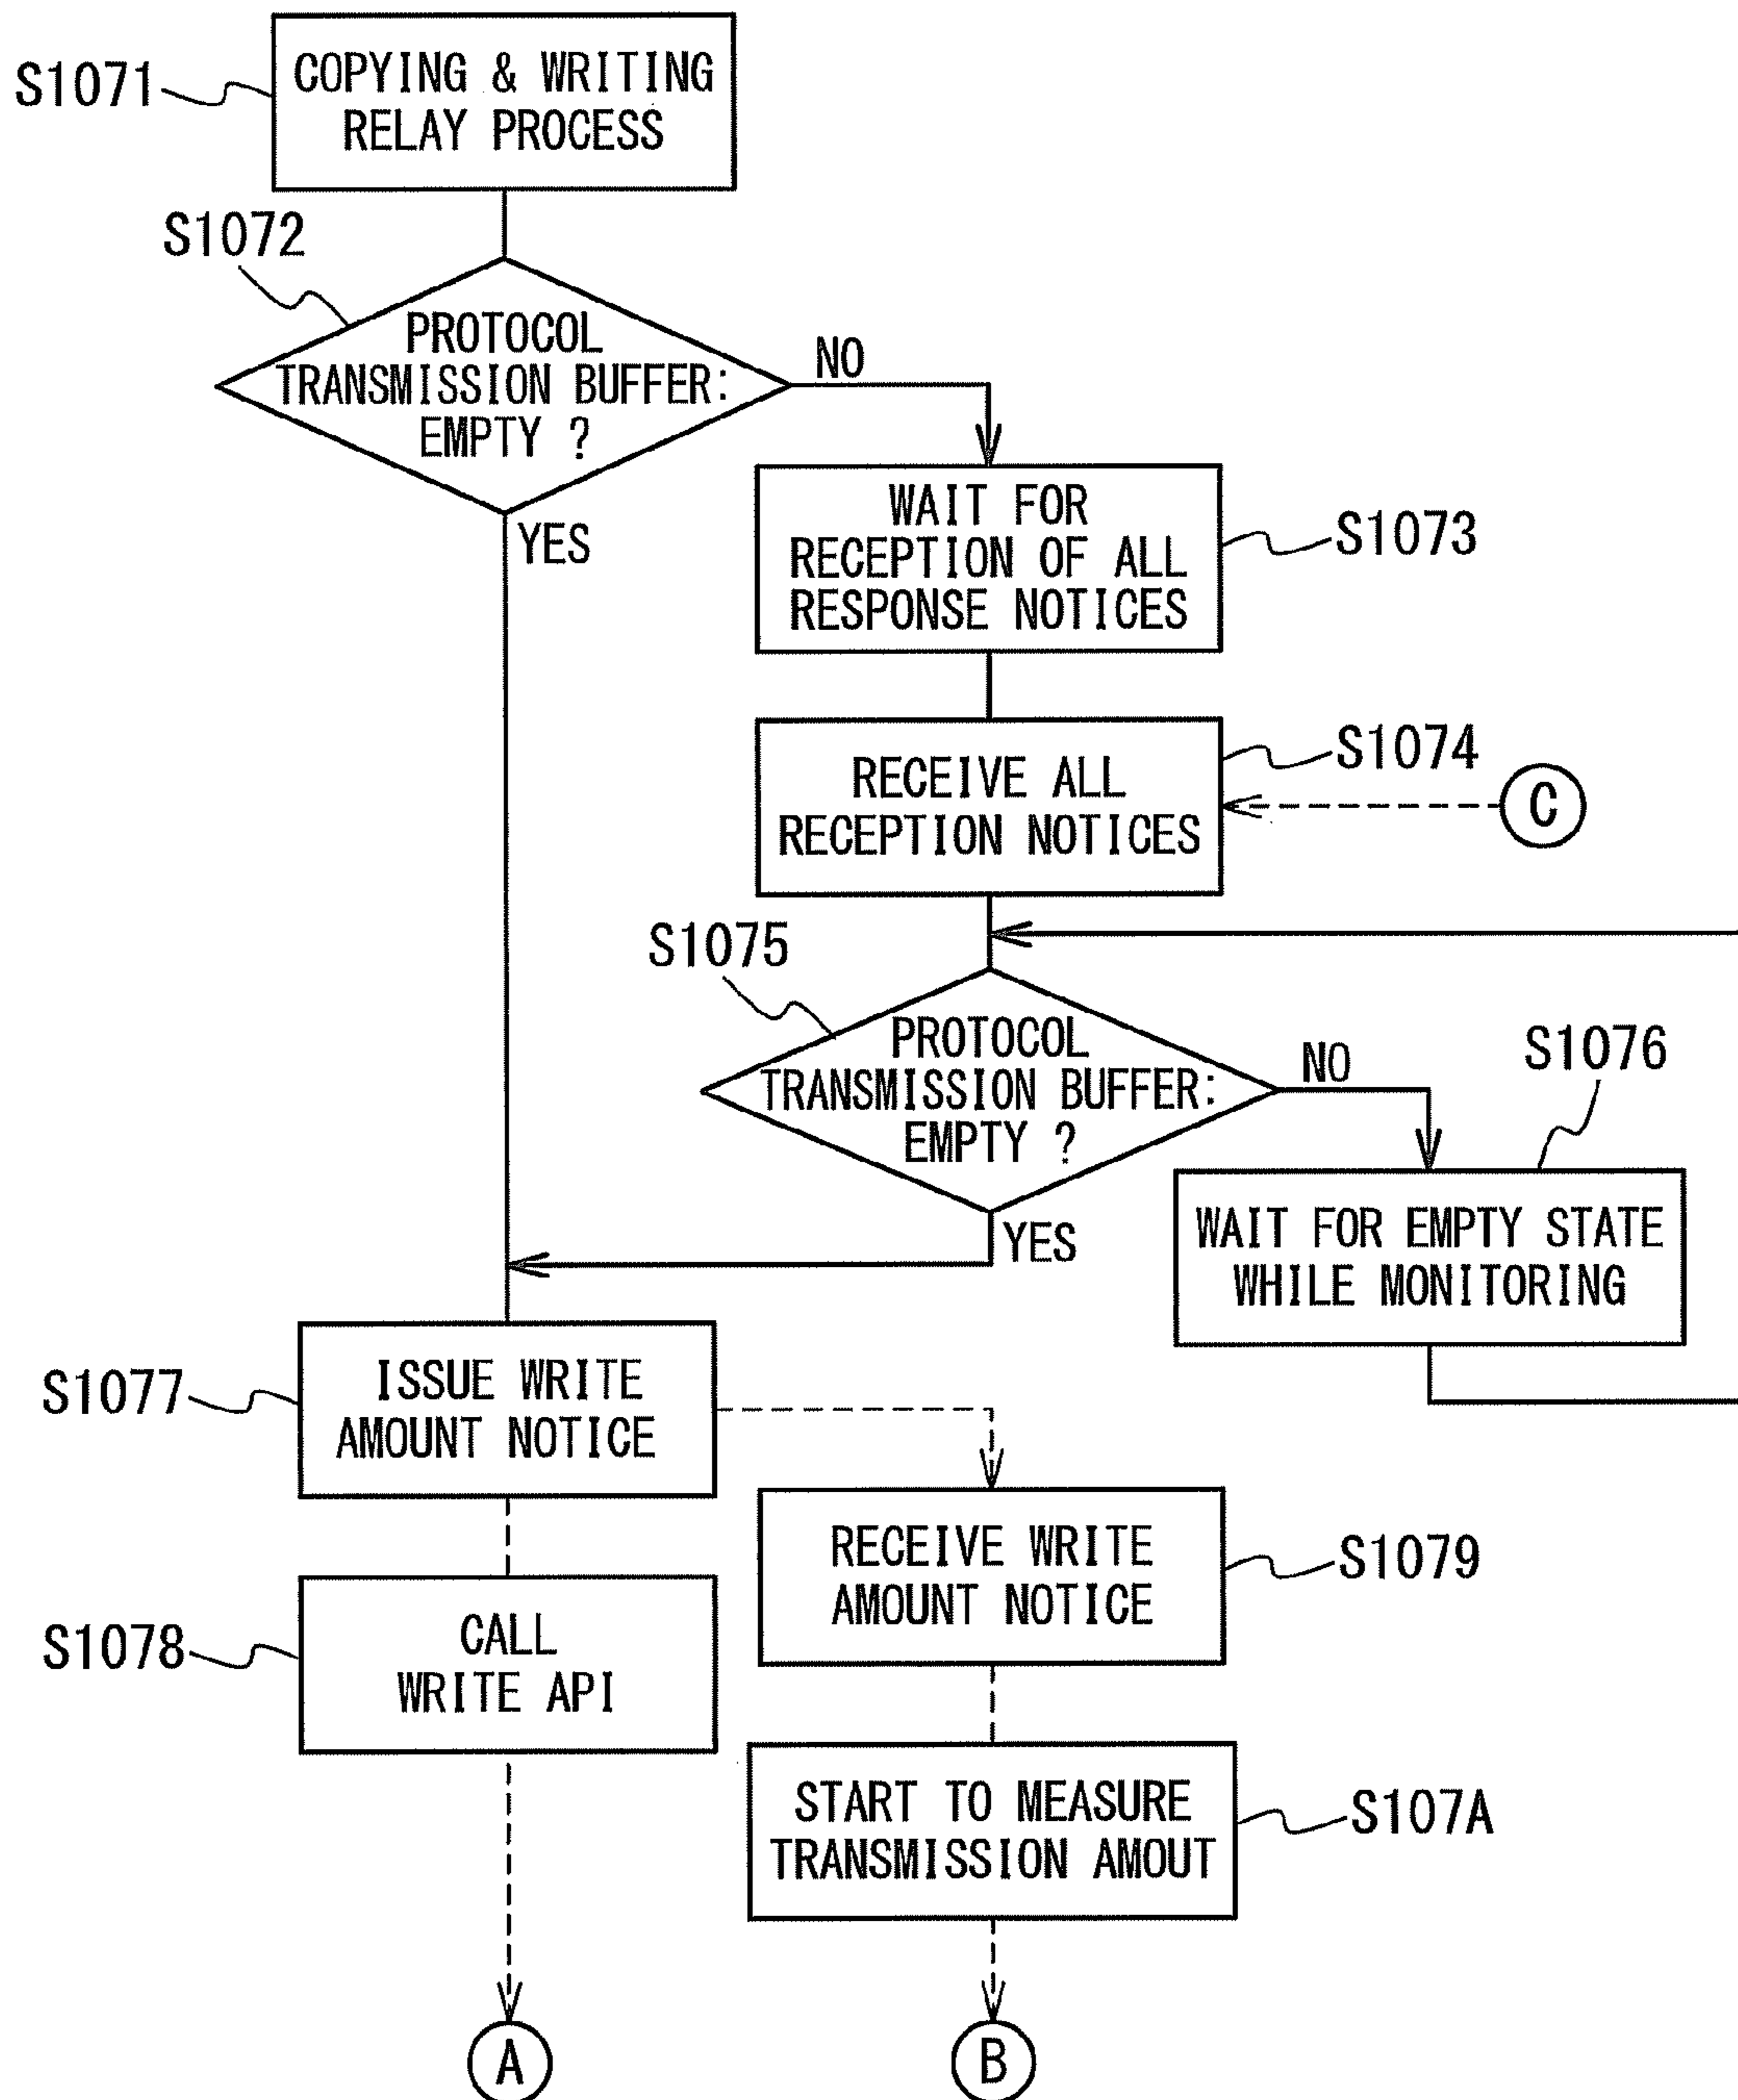 S1071
COPYING & WRITING
RELAY PROCESS
S1072
PROTOCOL
TRANSMISSION BUFFER:
EMPTY ?
NO
YES
WAIT FOR
RECEPTION OF ALL
RESPONSE NOTICES
S1073
RECEIVE ALL
RECEPTION NOTICES
S1074
C
S1075
PROTOCOL
TRANSMISSION BUFFER:
EMPTY ?
NO
YES
S1076
WAIT FOR EMPTY STATE
WHILE MONITORING
S1077
ISSUE WRITE
AMOUNT NOTICE
S1078
CALL
WRITE API
RECEIVE WRITE
AMOUNT NOTICE
S1079
START TO MEASURE
TRANSMISSION AMOUT
S107A
A
B